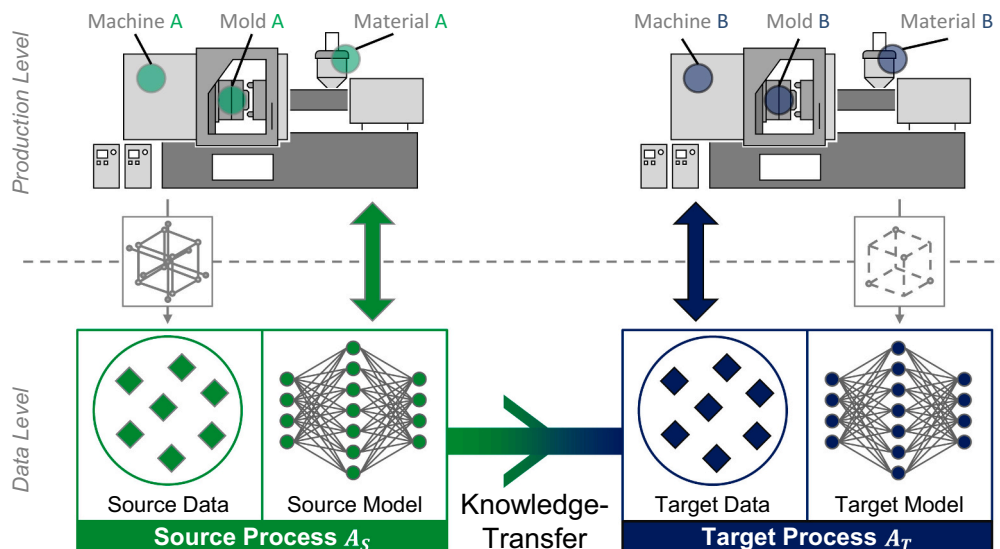 Machine A
Mold A
Material A
Machine B
Mold B
Material B
Production Level
Data Level
Source Data
Source Model
Source Process A_S
Knowledge-
Transfer
Target Data
Target Model
Target Process A_T